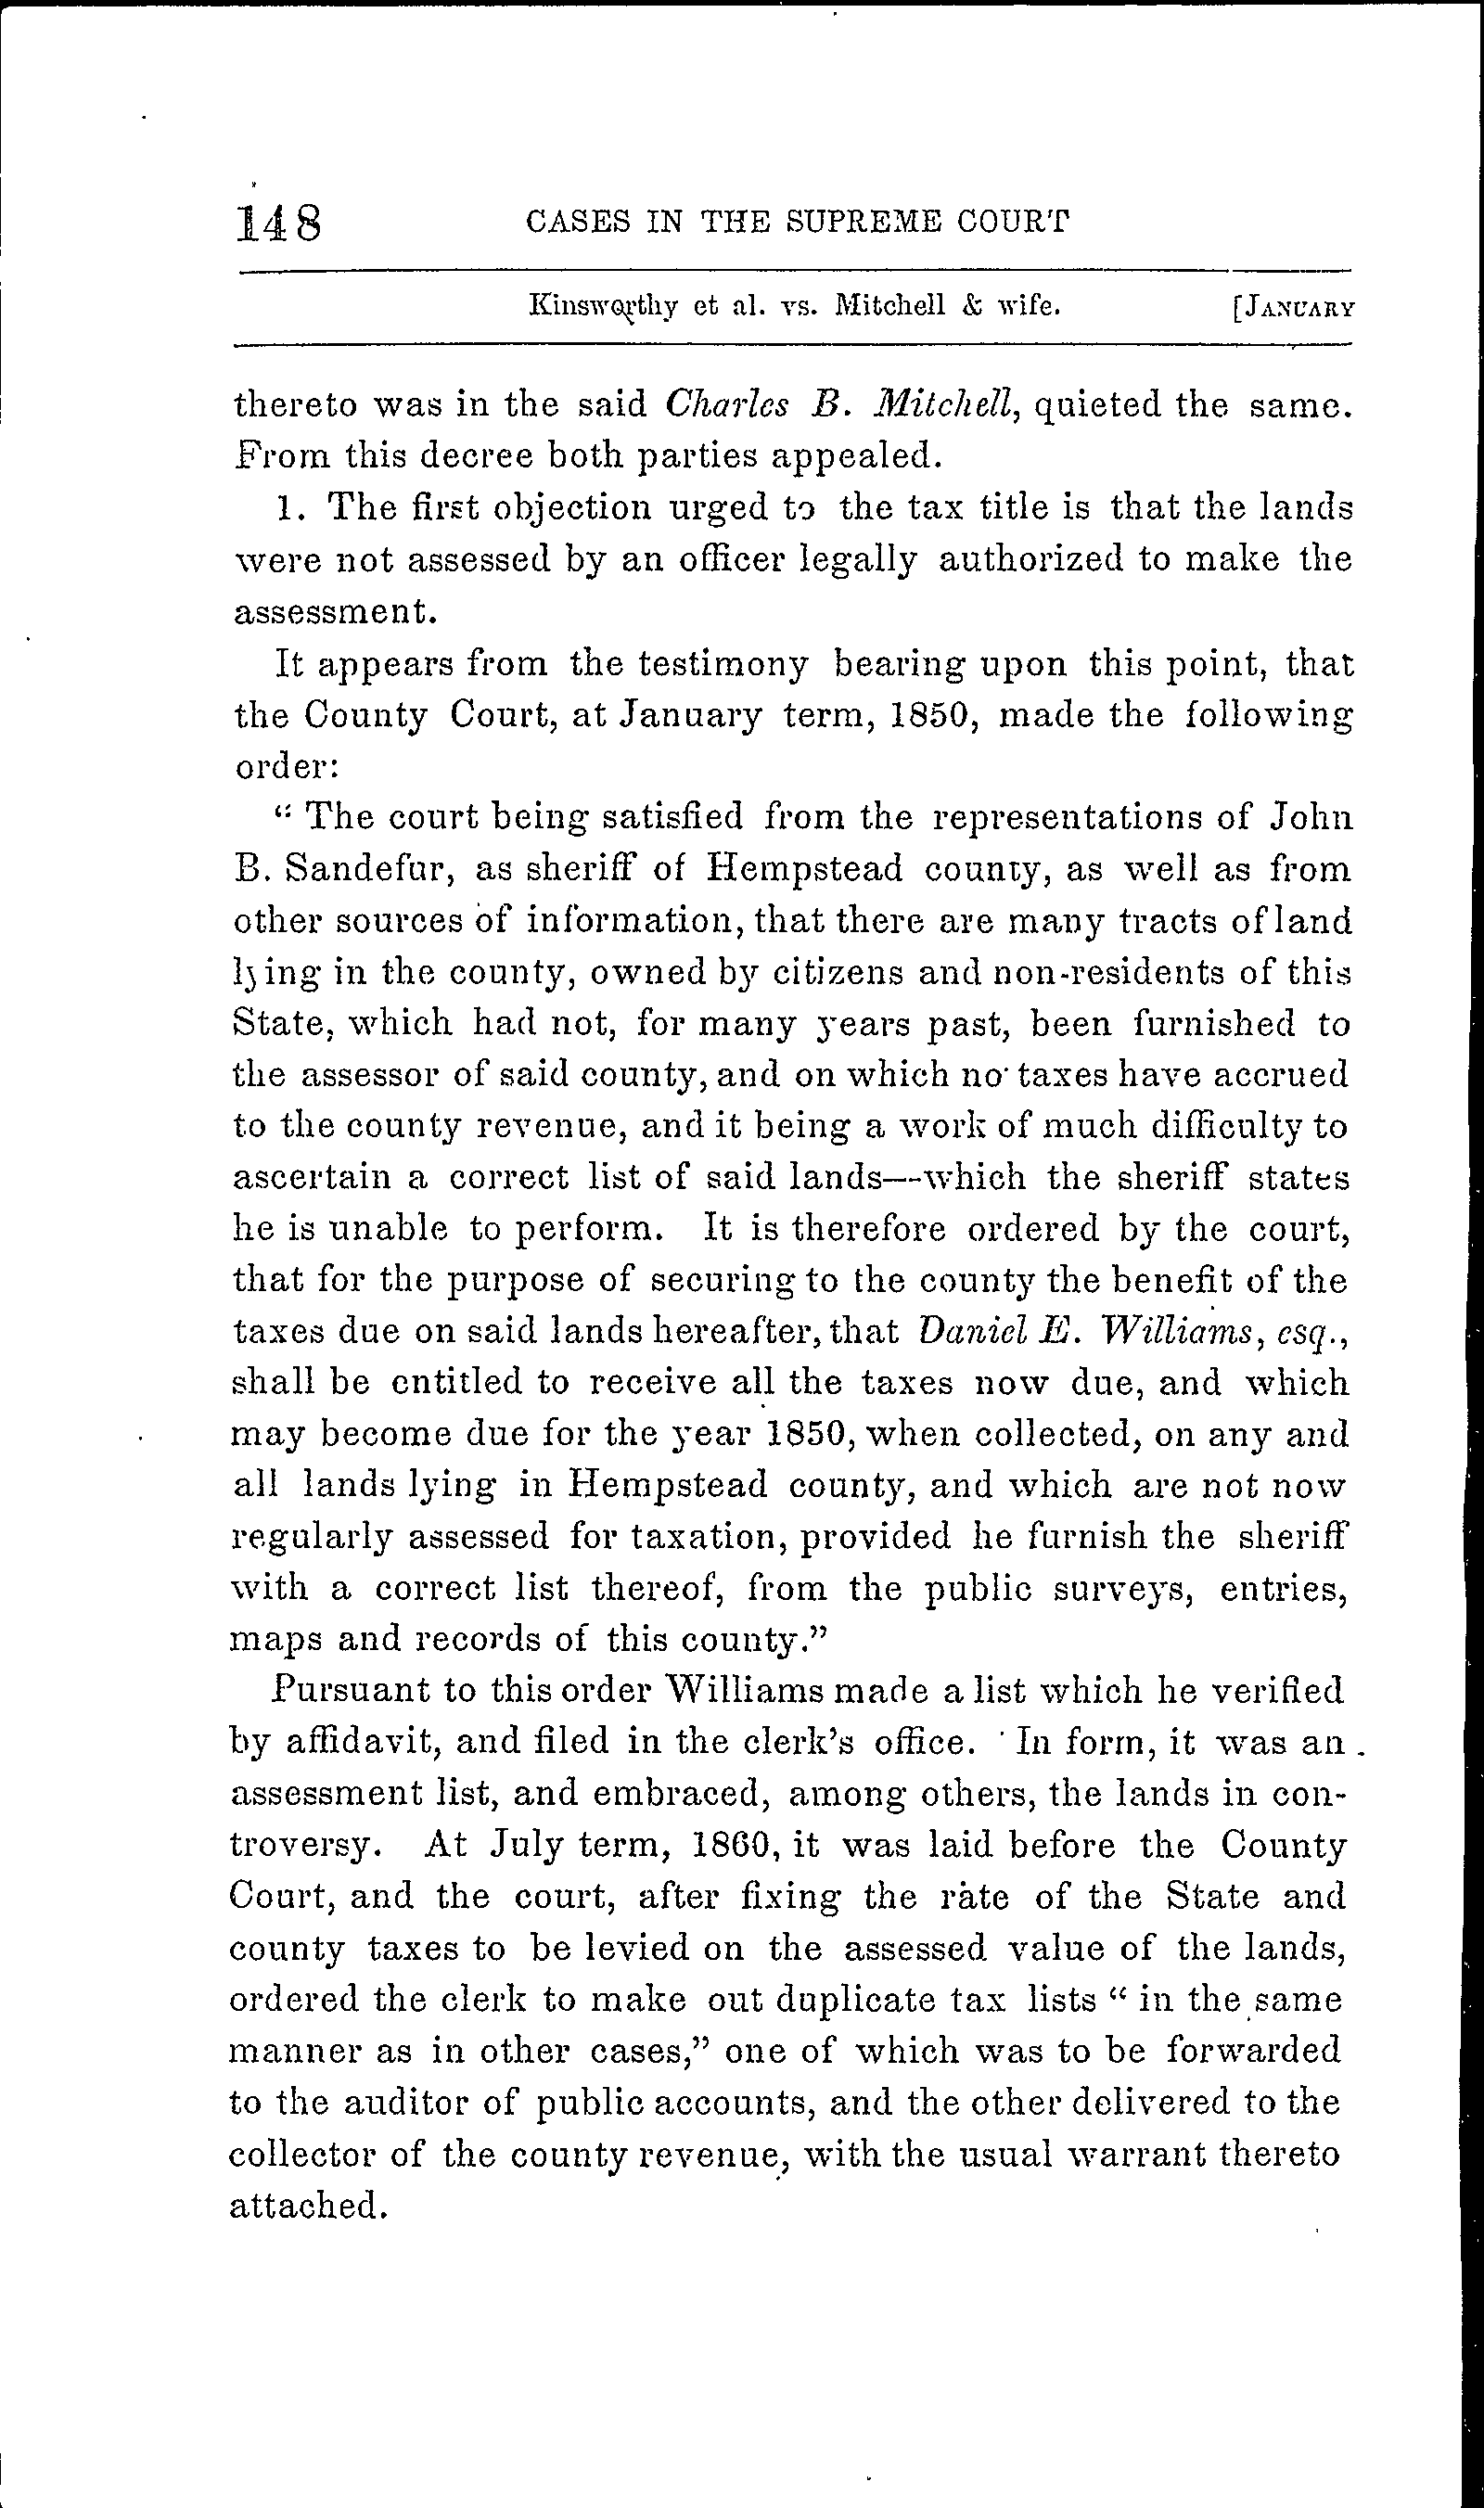 148 CASES IN THE SUPREME COURT
Kinsworthy et al. vs. Mitchell & wife. [JANUARY
thereto was in the said Charles B. Mitchell, quieted the same.
From this decree both parties appealed.
1. The first objection urged to the tax title is that the lands
were not assessed by an officer legally authorized to make the
assessment.
It appears from the testimony bearing upon this point, that
the County Court, at January term, 1850, made the following
order:
“ The court being satisfied from the representations of John
B. Sandefur, as sheriff of Hempstead county, as well as from
other sources of information, that there are many tracts of land
lying in the county, owned by citizens and non-residents of this
State, which had not, for many years past, been furnished to
the assessor of said county, and on which no taxes have accrued
to the county revenue, and it being a work of much difficulty to
ascertain a correct list of said lands—which the sheriff states
he is unable to perform. It is therefore ordered by the court,
that for the purpose of securing to the county the benefit of the
taxes due on said lands hereafter, that Daniel E. Williams, esq.,
shall be entitled to receive all the taxes now due, and which
may become due for the year 1850, when collected, on any and
all lands lying in Hempstead county, and which are not now
regularly assessed for taxation, provided he furnish the sheriff
with a correct list thereof, from the public surveys, entries,
maps and records of this county.”
Pursuant to this order Williams made a list which he verified
by affidavit, and filed in the clerk's office. In form, it was an
assessment list, and embraced, among others, the lands in con-
troversy. At July term, 1860, it was laid before the County
Court, and the court, after fixing the rate of the State and
county taxes to be levied on the assessed value of the lands,
ordered the clerk to make out duplicate tax lists “ in the same
manner as in other cases,” one of which was to be forwarded
to the auditor of public accounts, and the other delivered to the
collector of the county revenue, with the usual warrant thereto
attached.